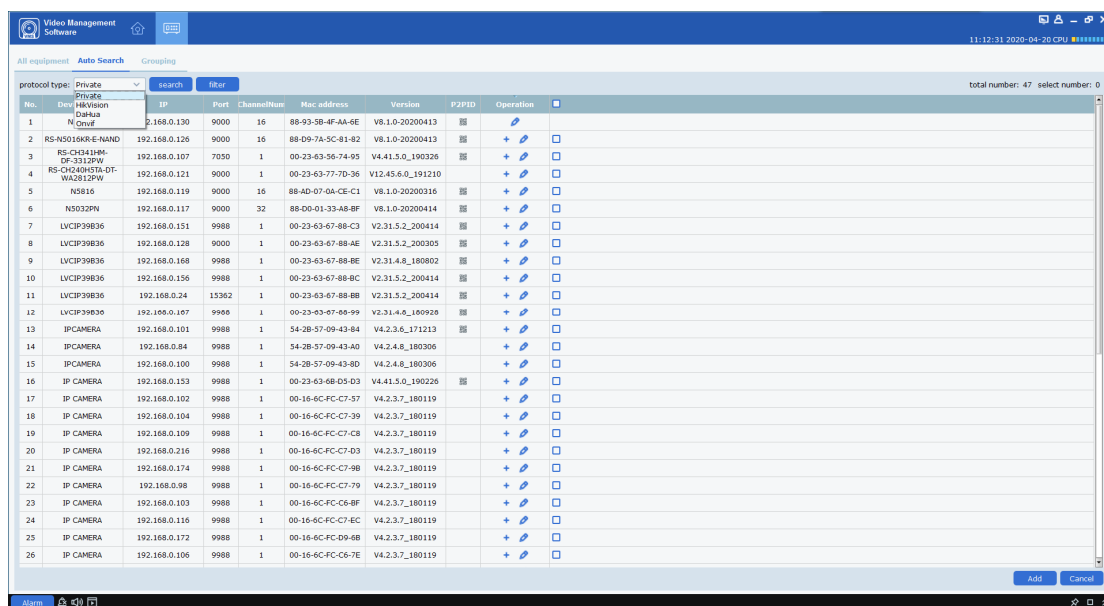 Video Management
Software
11:12:31 2020-04-20 CPU
All equipment Auto Search Grouping
protocol type: Private search filter total number: 47 select number: 0
Private
HikVision
DaHua
Onvif
No. Dev IP Port ChannelNum Mac address Version P2PID Operation
1 N 2.168.0.130 9000 16 88-93-5B-4F-AA-6E V8.1.0-20200413
2 RS-N5016KR-E-NAND 192.168.0.126 9000 16 88-D9-7A-5C-81-82 V8.1.0-20200413
3 RS-CH341HM-DF-3312PW 192.168.0.107 7050 1 00-23-63-56-74-95 V4.41.5.0_190326
4 RS-CH240H5TA-DT-WA2812PW 192.168.0.121 9000 1 00-23-63-77-7D-36 V12.45.6.0_191210
5 N5816 192.168.0.119 9000 16 88-AD-07-0A-CE-C1 V8.1.0-20200316
6 N5032PN 192.168.0.117 9000 32 88-D0-01-33-A8-BF V8.1.0-20200414
7 LVCIP39B36 192.168.0.151 9988 1 00-23-63-67-88-C3 V2.31.5.2_200414
8 LVCIP39B36 192.168.0.128 9000 1 00-23-63-67-88-AE V2.31.5.2_200305
9 LVCIP39B36 192.168.0.168 9988 1 00-23-63-67-88-BE V2.31.4.8_180802
10 LVCIP39B36 192.168.0.156 9988 1 00-23-63-67-88-BC V2.31.5.2_200414
11 LVCIP39B36 192.168.0.24 15362 1 00-23-63-67-88-BB V2.31.5.2_200414
12 LVCIP39B36 192.168.0.167 9988 1 00-23-63-67-88-99 V2.31.4.8_180928
13 IPCAMERA 192.168.0.101 9988 1 54-2B-57-09-43-84 V4.2.3.6_171213
14 IPCAMERA 192.168.0.84 9988 1 54-2B-57-09-43-A0 V4.2.4.8_180306
15 IPCAMERA 192.168.0.100 9988 1 54-2B-57-09-43-8D V4.2.4.8_180306
16 IP CAMERA 192.168.0.153 9988 1 00-23-63-6B-D5-D3 V4.41.5.0_190226
17 IP CAMERA 192.168.0.102 9988 1 00-16-6C-FC-C7-57 V4.2.3.7_180119
18 IP CAMERA 192.168.0.104 9988 1 00-16-6C-FC-C7-39 V4.2.3.7_180119
19 IP CAMERA 192.168.0.109 9988 1 00-16-6C-FC-C7-C8 V4.2.3.7_180119
20 IP CAMERA 192.168.0.216 9988 1 00-16-6C-FC-C7-D3 V4.2.3.7_180119
21 IP CAMERA 192.168.0.174 9988 1 00-16-6C-FC-C7-9B V4.2.3.7_180119
22 IP CAMERA 192.168.0.98 9988 1 00-16-6C-FC-C7-79 V4.2.3.7_180119
23 IP CAMERA 192.168.0.103 9988 1 00-16-6C-FC-C6-BF V4.2.3.7_180119
24 IP CAMERA 192.168.0.116 9988 1 00-16-6C-FC-C7-EC V4.2.3.7_180119
25 IP CAMERA 192.168.0.172 9988 1 00-16-6C-FC-D9-6B V4.2.3.7_180119
26 IP CAMERA 192.168.0.106 9988 1 00-16-6C-FC-C6-7E V4.2.3.7_180119
Add Cancel
Alarm